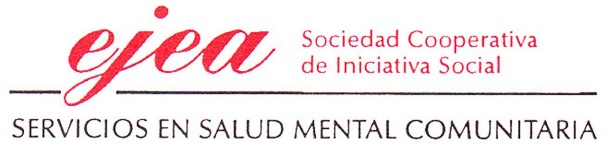 ejea
Sociedad Cooperativa
de Iniciativa Social
SERVICIOS EN SALUD MENTAL COMUNITARIA